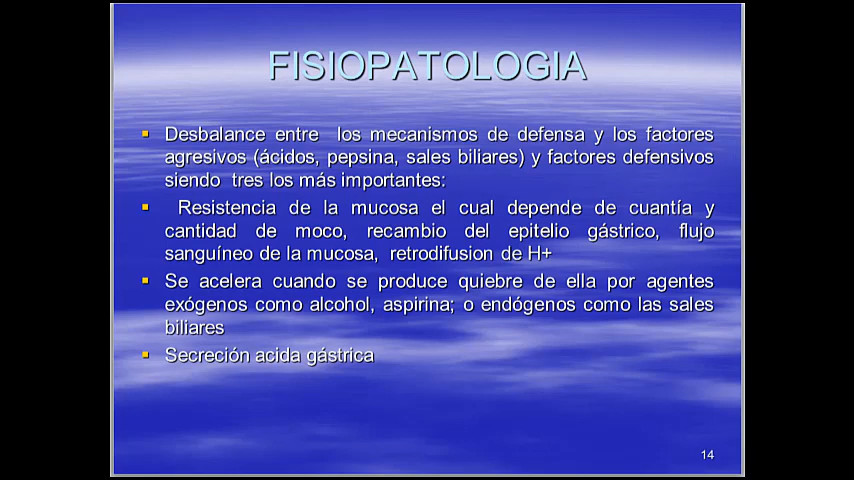 FISIOPATOLOGIA
Desbalance entre los mecanismos de defensa y los factores
agresivos (ácidos, pepsina, sales biliares) y factores defensivos
siendo tres los más importantes:
Resistencia de la mucosa el cual depende de cuantía y
cantidad de moco, recambio del epitelio gástrico, flujo
sanguíneo de la mucosa, retrodifusion de H+
Se acelera cuando se produce quiebre de ella por agentes
exógenos como alcohol, aspirina; o endógenos como las sales
biliares
Secreción acida gástrica
14